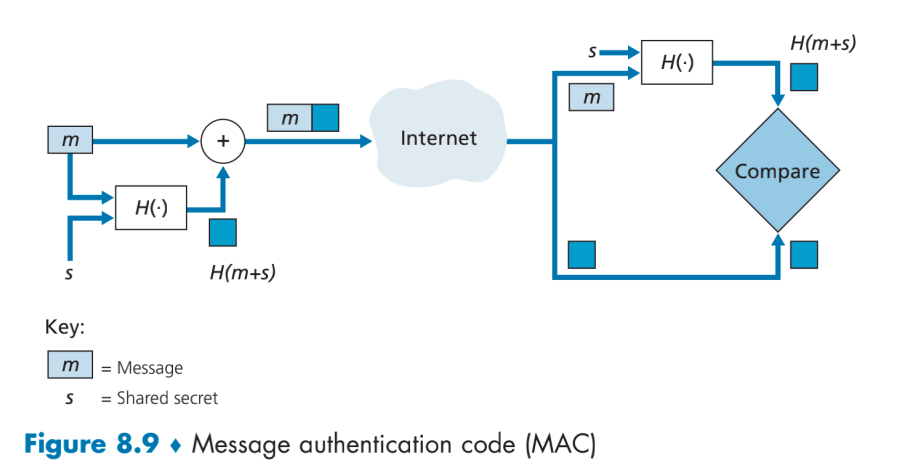 m
H(·)
s
H(m+s)
+
m
Internet
s
H(·)
m
H(m+s)
Compare
Key:
m = Message
s = Shared secret
Figure 8.9 ♦ Message authentication code (MAC)